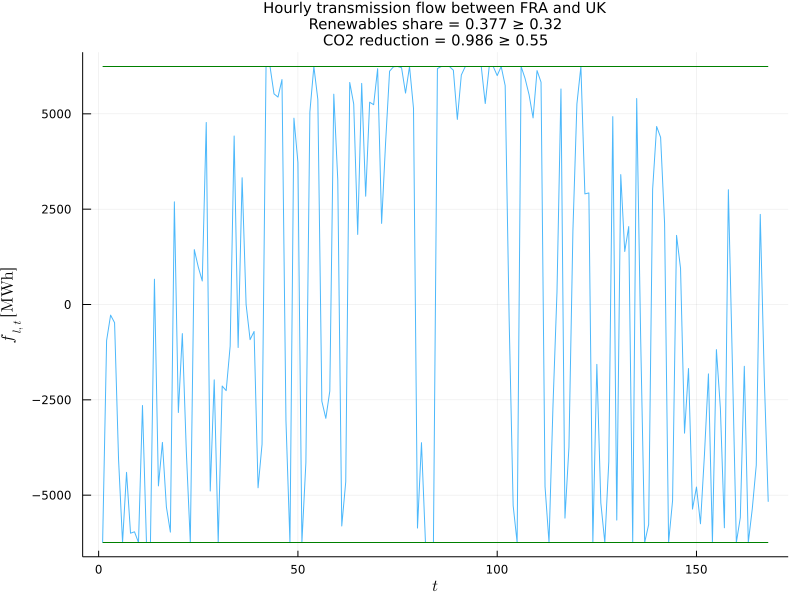 Hourly transmission flow between FRA and UK
Renewables share = 0.377 ≥ 0.32
CO2 reduction = 0.986 ≥ 0.55
5000
2500
0
−2500
−5000
f_{l,t} [MWh]
0
50
100
150
t